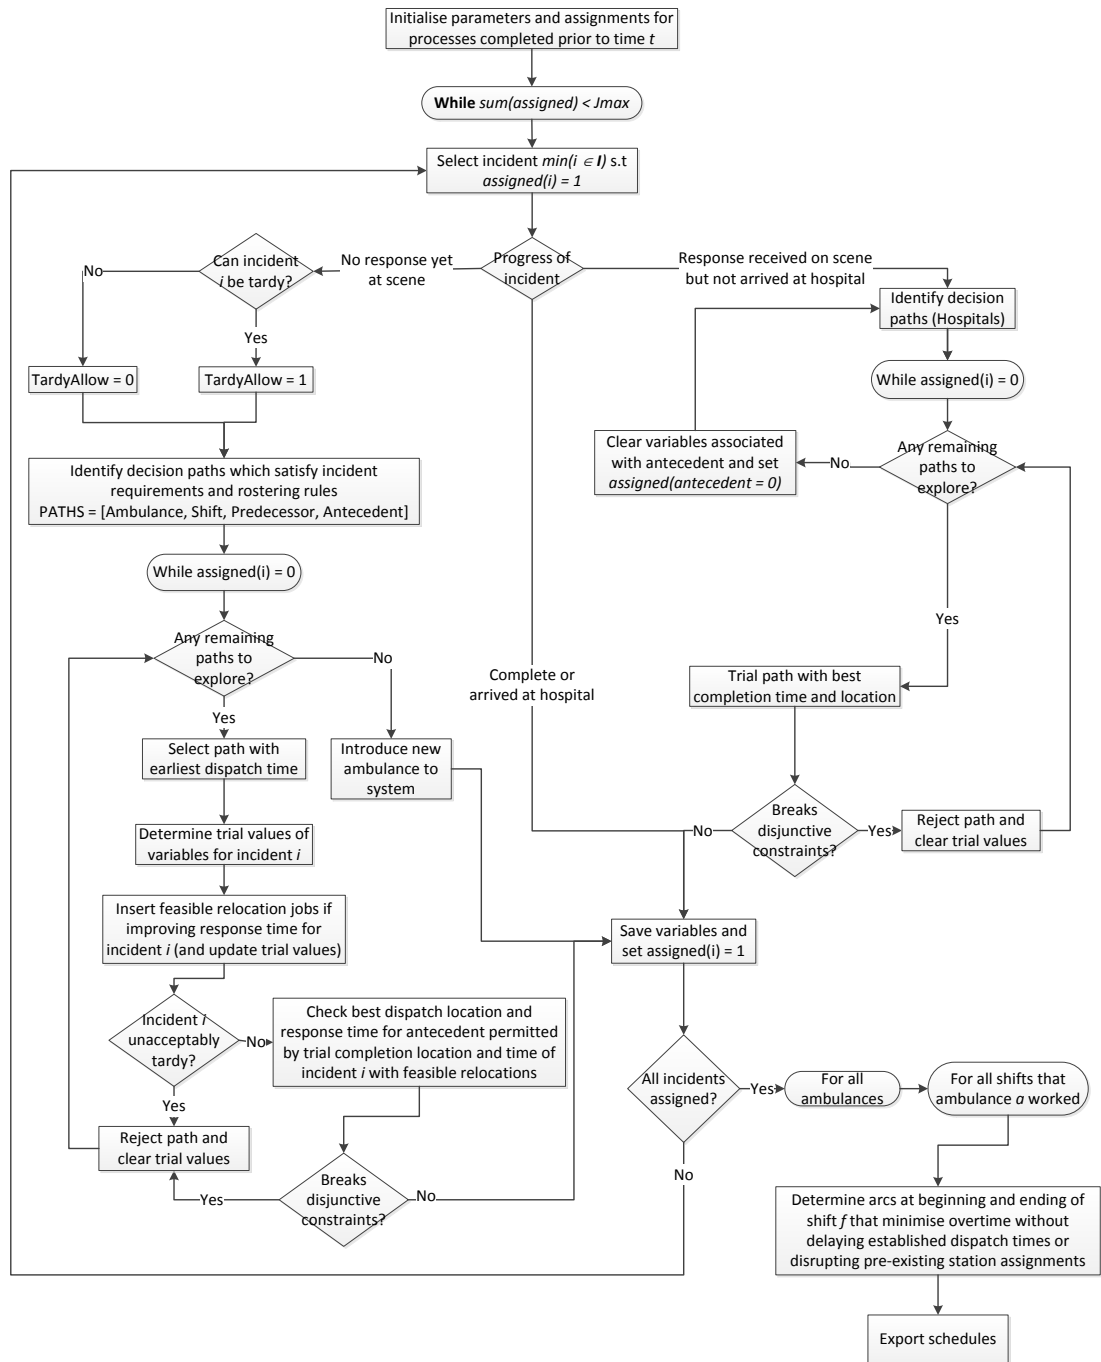 Initialise parameters and assignments for
processes completed prior to time t
While sum(assigned) < Jmax
Select incident min(i ∈ I) s.t
assigned(i) = 1
Progress of
incident
No response yet
at scene
Response received on scene
but not arrived at hospital
Complete or
arrived at hospital
Can incident
i be tardy?
No
Yes
TardyAllow = 0
TardyAllow = 1
Identify decision paths which satisfy incident
requirements and rostering rules
PATHS = [Ambulance, Shift, Predecessor, Antecedent]
While assigned(i) = 0
Any remaining
paths to
explore?
No
Yes
Introduce new
ambulance to
system
Select path with
earliest dispatch time
Determine trial values of
variables for incident i
Insert feasible relocation jobs if
improving response time for
incident i (and update trial values)
Incident i
unacceptably
tardy?
No
Yes
Check best dispatch location and
response time for antecedent permitted
by trial completion location and time of
incident i with feasible relocations
Reject path and
clear trial values
Breaks
disjunctive
constraints?
Yes
No
Identify decision
paths (Hospitals)
While assigned(i) = 0
Any remaining
paths to
explore?
No
Clear variables associated
with antecedent and set
assigned(antecedent = 0)
Yes
Trial path with best
completion time and location
Breaks
disjunctive
constraints?
No
Yes
Reject path and
clear trial values
Save variables and
set assigned(i) = 1
All incidents
assigned?
No
Yes
For all
ambulances
For all shifts that
ambulance a worked
Determine arcs at beginning and ending of
shift f that minimise overtime without
delaying established dispatch times or
disrupting pre-existing station assignments
Export schedules